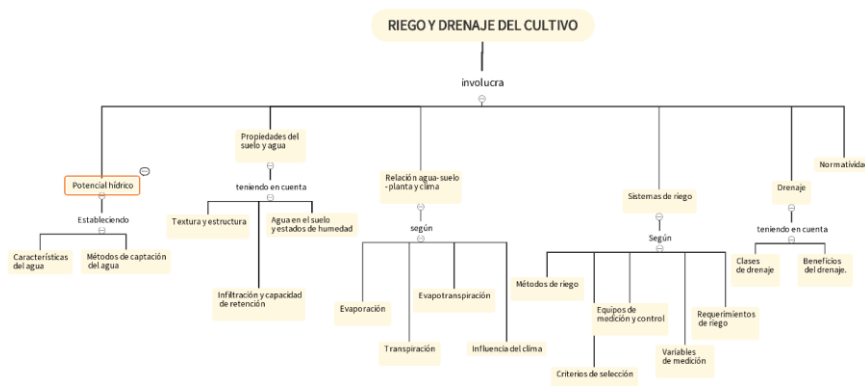 RIEGO Y DRENAJE DEL CULTIVO
involucra
Potencial hídrico
Estableciendo
Características
del agua
Métodos de captación
del agua
Propiedades del
suelo y agua
teniendo en cuenta
Textura y estructura
Infiltración y capacidad
de retención
Agua en el suelo
y estados de humedad
Relación agua-suelo
-planta y clima
según
Evaporación
Transpiración
Evapotranspiración
Influencia del clima
Sistemas de riego
Según
Métodos de riego
Criterios de selección
Equipos de
medición y control
Variables
de medición
Requerimientos
de riego
Drenaje
teniendo en cuenta
Clases
de drenaje
Beneficios
del drenaje.
Normatividad